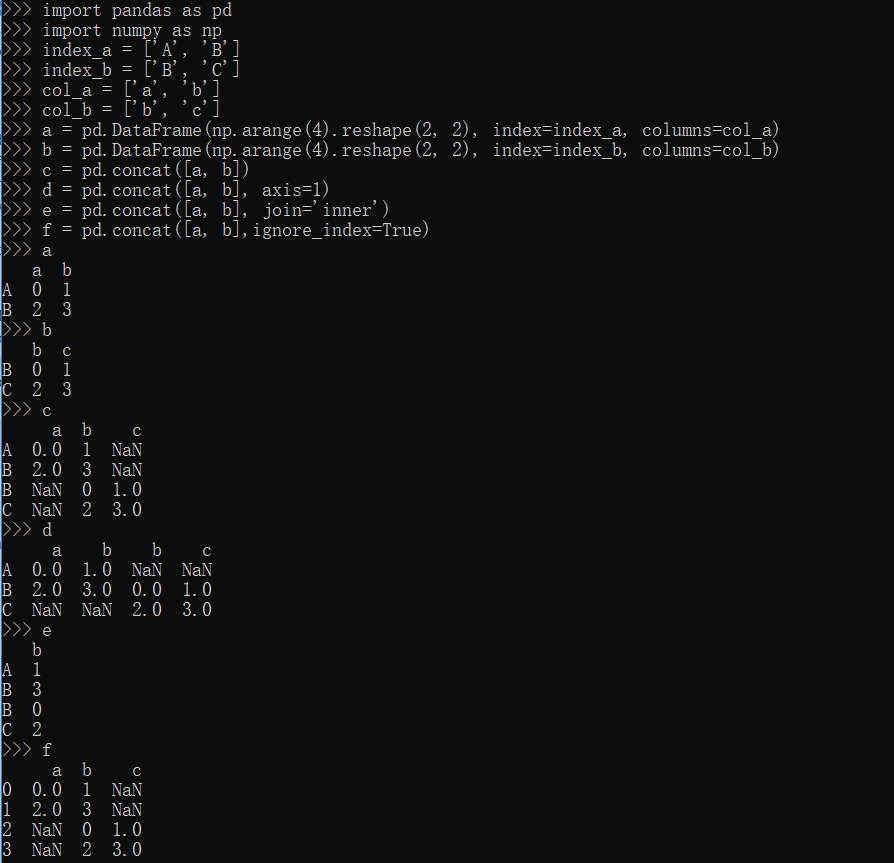 >>> import pandas as pd
>>> import numpy as np
>>> index_a = ['A', 'B']
>>> index_b = ['B', 'C']
>>> col_a = ['a', 'b']
>>> col_b = ['b', 'c']
>>> a = pd.DataFrame(np.arange(4).reshape(2, 2), index=index_a, columns=col_a)
>>> b = pd.DataFrame(np.arange(4).reshape(2, 2), index=index_b, columns=col_b)
>>> c = pd.concat([a, b])
>>> d = pd.concat([a, b], axis=1)
>>> e = pd.concat([a, b], join='inner')
>>> f = pd.concat([a, b],ignore_index=True)
>>> a
   a  b
A  0  1
B  2  3
>>> b
   b  c
B  0  1
C  2  3
>>> c
     a  b    c
A  0.0  1  NaN
B  2.0  3  NaN
B  NaN  0  1.0
C  NaN  2  3.0
>>> d
     a    b    b    c
A  0.0  1.0  NaN  NaN
B  2.0  3.0  0.0  1.0
C  NaN  NaN  2.0  3.0
>>> e
   b
A  1
B  3
B  0
C  2
>>> f
     a  b    c
0  0.0  1  NaN
1  2.0  3  NaN
2  NaN  0  1.0
3  NaN  2  3.0